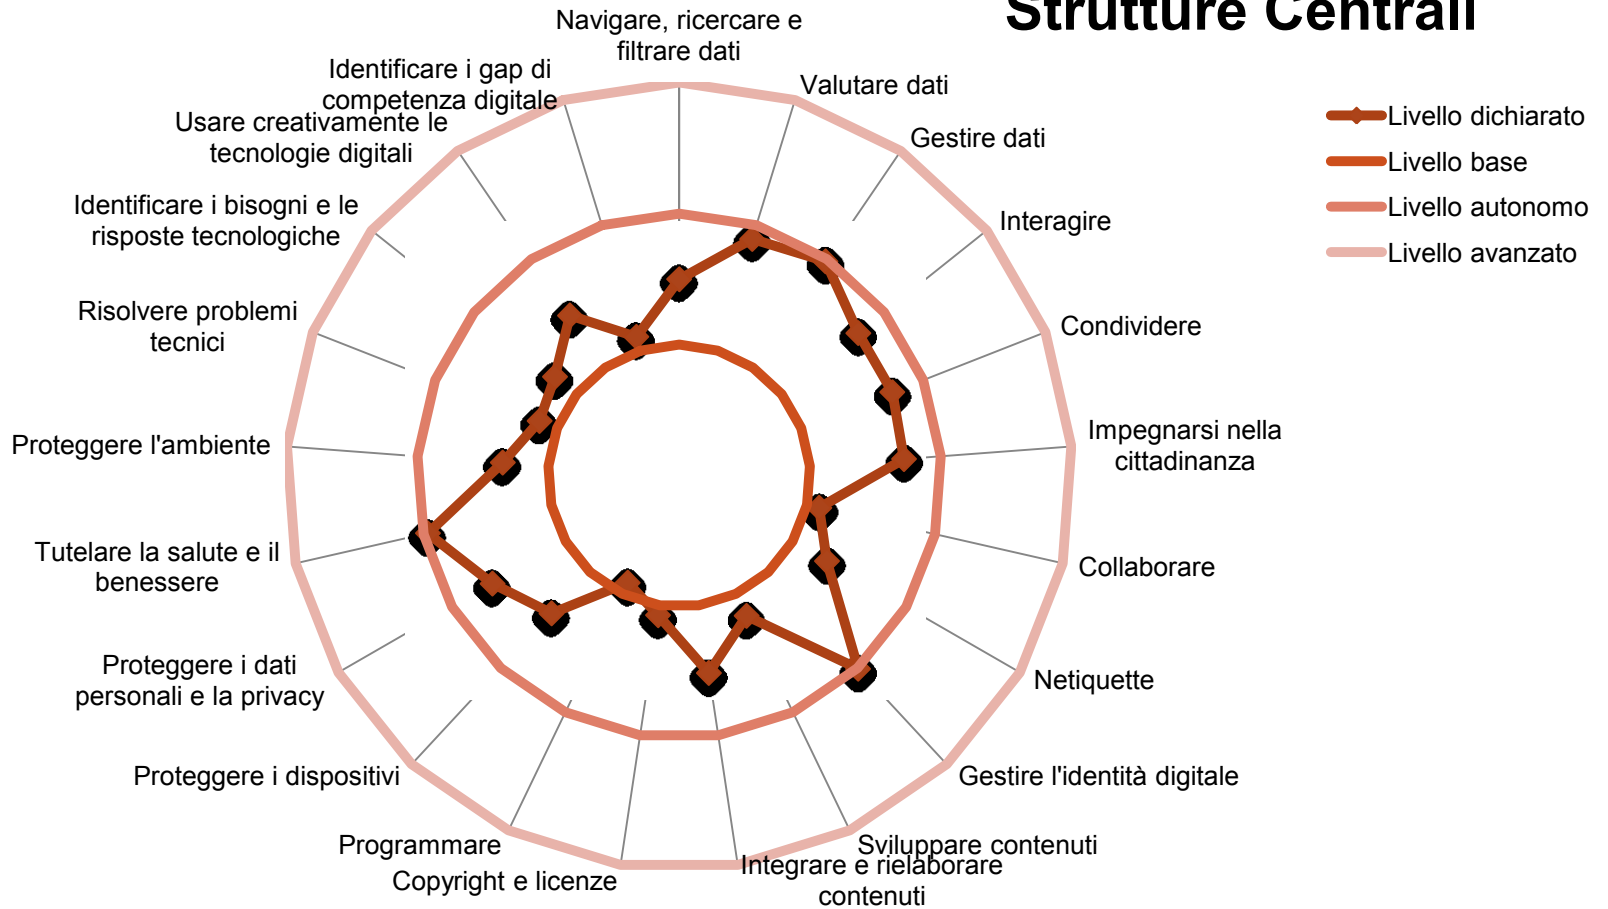 Strutture Centrali
Navigare, ricercare e
filtrare dati
Valutare dati
Gestire dati
Interagire
Condividere
Impegnarsi nella
cittadinanza
Collaborare
Netiquette
Gestire l'identità digitale
Sviluppare contenuti
Integrare e rielaborare
contenuti
Copyright e licenze
Programmare
Proteggere i dispositivi
Proteggere i dati
personali e la privacy
Tutelare la salute e il
benessere
Proteggere l'ambiente
Risolvere problemi
tecnici
Identificare i bisogni e le
risposte tecnologiche
Usare creativamente le
tecnologie digitali
Identificare i gap di
competenza digitale
Livello dichiarato
Livello base
Livello autonomo
Livello avanzato